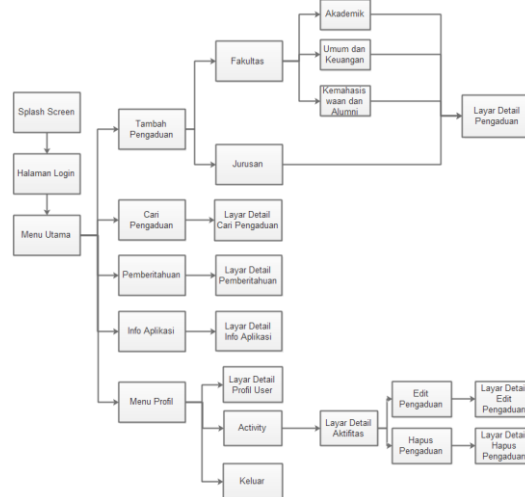 Splash Screen
Halaman Login
Menu Utama
Tambah
Pengaduan
Fakultas
Akademik
Umum dan
Keuangan
Kemahasis
waan dan
Alumni
Jurusan
Layar Detail
Pengaduan
Cari
Pengaduan
Layar Detail
Cari Pengaduan
Pemberitahuan
Layar Detail
Pemberitahuan
Info Aplikasi
Layar Detail
Info Aplikasi
Menu Profil
Layar Detail
Profil User
Activity
Layar Detail
Aktifitas
Edit
Pengaduan
Layar Detail
Edit
Pengaduan
Hapus
Pengaduan
Layar Detail
Hapus
Pengaduan
Keluar